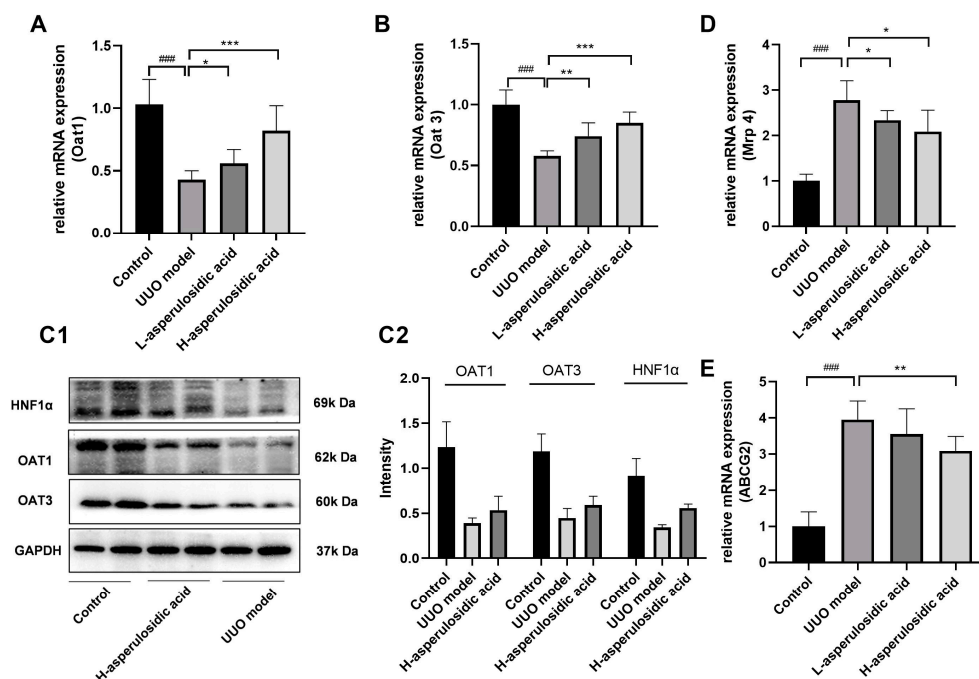 A
relative mRNA expression
(Oat1)
1.5
1.0
0.5
0.0
###
*
***
Control
UUO model
L-asperulosidic acid
H-asperulosidic acid
B
relative mRNA expression
(Oat 3)
1.5
1.0
0.5
0.0
###
**
***
Control
UUO model
L-asperulosidic acid
H-asperulosidic acid
D
relative mRNA expression
(Mrp 4)
4
3
2
1
0
###
*
*
Control
UUO model
L-asperulosidic acid
H-asperulosidic acid
C1
HNF1α
69k Da
OAT1
62k Da
OAT3
60k Da
GAPDH
37k Da
Control
H-asperulosidic acid
UUO model
C2
Intensity
2.0
1.5
1.0
0.5
0.0
OAT1
OAT3
HNF1α
Control
UUO model
H-asperulosidic acid
Control
UUO model
H-asperulosidic acid
Control
UUO model
H-asperulosidic acid
E
relative mRNA expression
(ABCG2)
5
4
3
2
1
0
###
**
Control
UUO model
L-asperulosidic acid
H-asperulosidic acid